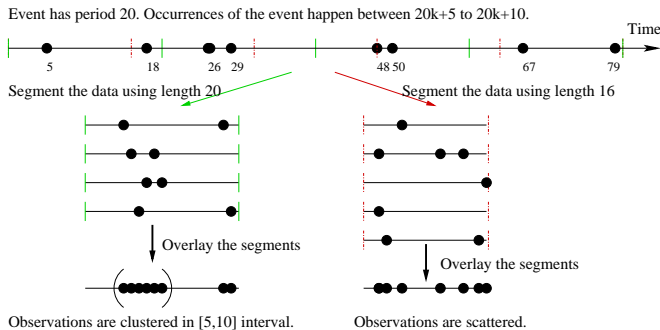 Event has period 20. Occurrences of the event happen between 20k+5 to 20k+10.
Time
5 18 26 29 48 50 67 79
Segment the data using length 20
Segment the data using length 16
Overlay the segments
Overlay the segments
Observations are clustered in [5,10] interval.
Observations are scattered.